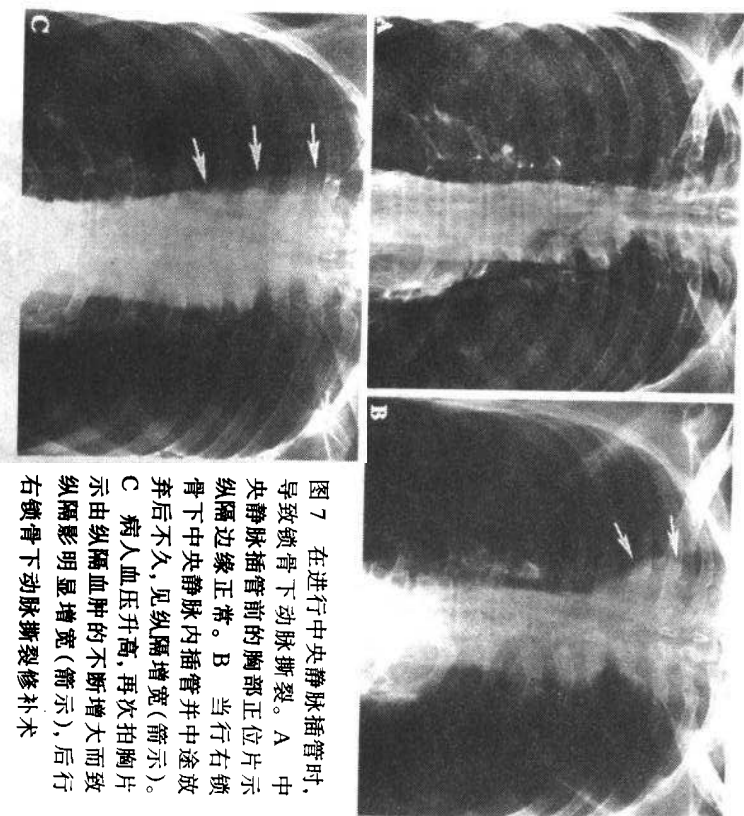 A
B
C
图 7 在进行中央静脉插管时,
导致锁骨下动脉撕裂。A 中
央静脉插管前的胸部正位片示
纵隔边缘正常。B 当行右锁
骨下中央静脉内插管并中途放
弃后不久,见纵隔增宽(箭示)。
C 病人血压升高,再次拍胸片
示由纵隔血肿的不断增大而致
纵隔影明显增宽(箭示),后行
右锁骨下动脉撕裂修补术